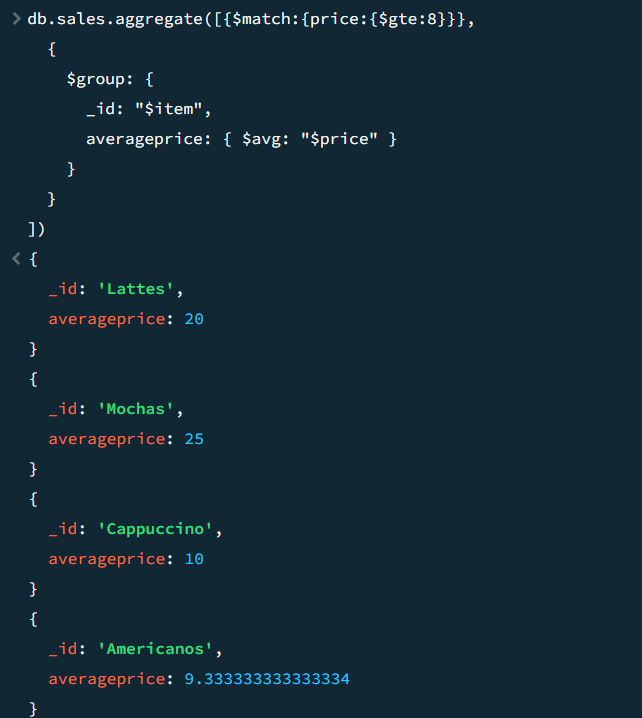 > db.sales.aggregate([{$match:{price:{$gte:8}}},
{
$group: {
_id: "$item",
averageprice: { $avg: "$price" }
}
}
])
< {
_id: 'Lattes',
averageprice: 20
}
{
_id: 'Mochas',
averageprice: 25
}
{
_id: 'Cappuccino',
averageprice: 10
}
{
_id: 'Americanos',
averageprice: 9.333333333333334
}